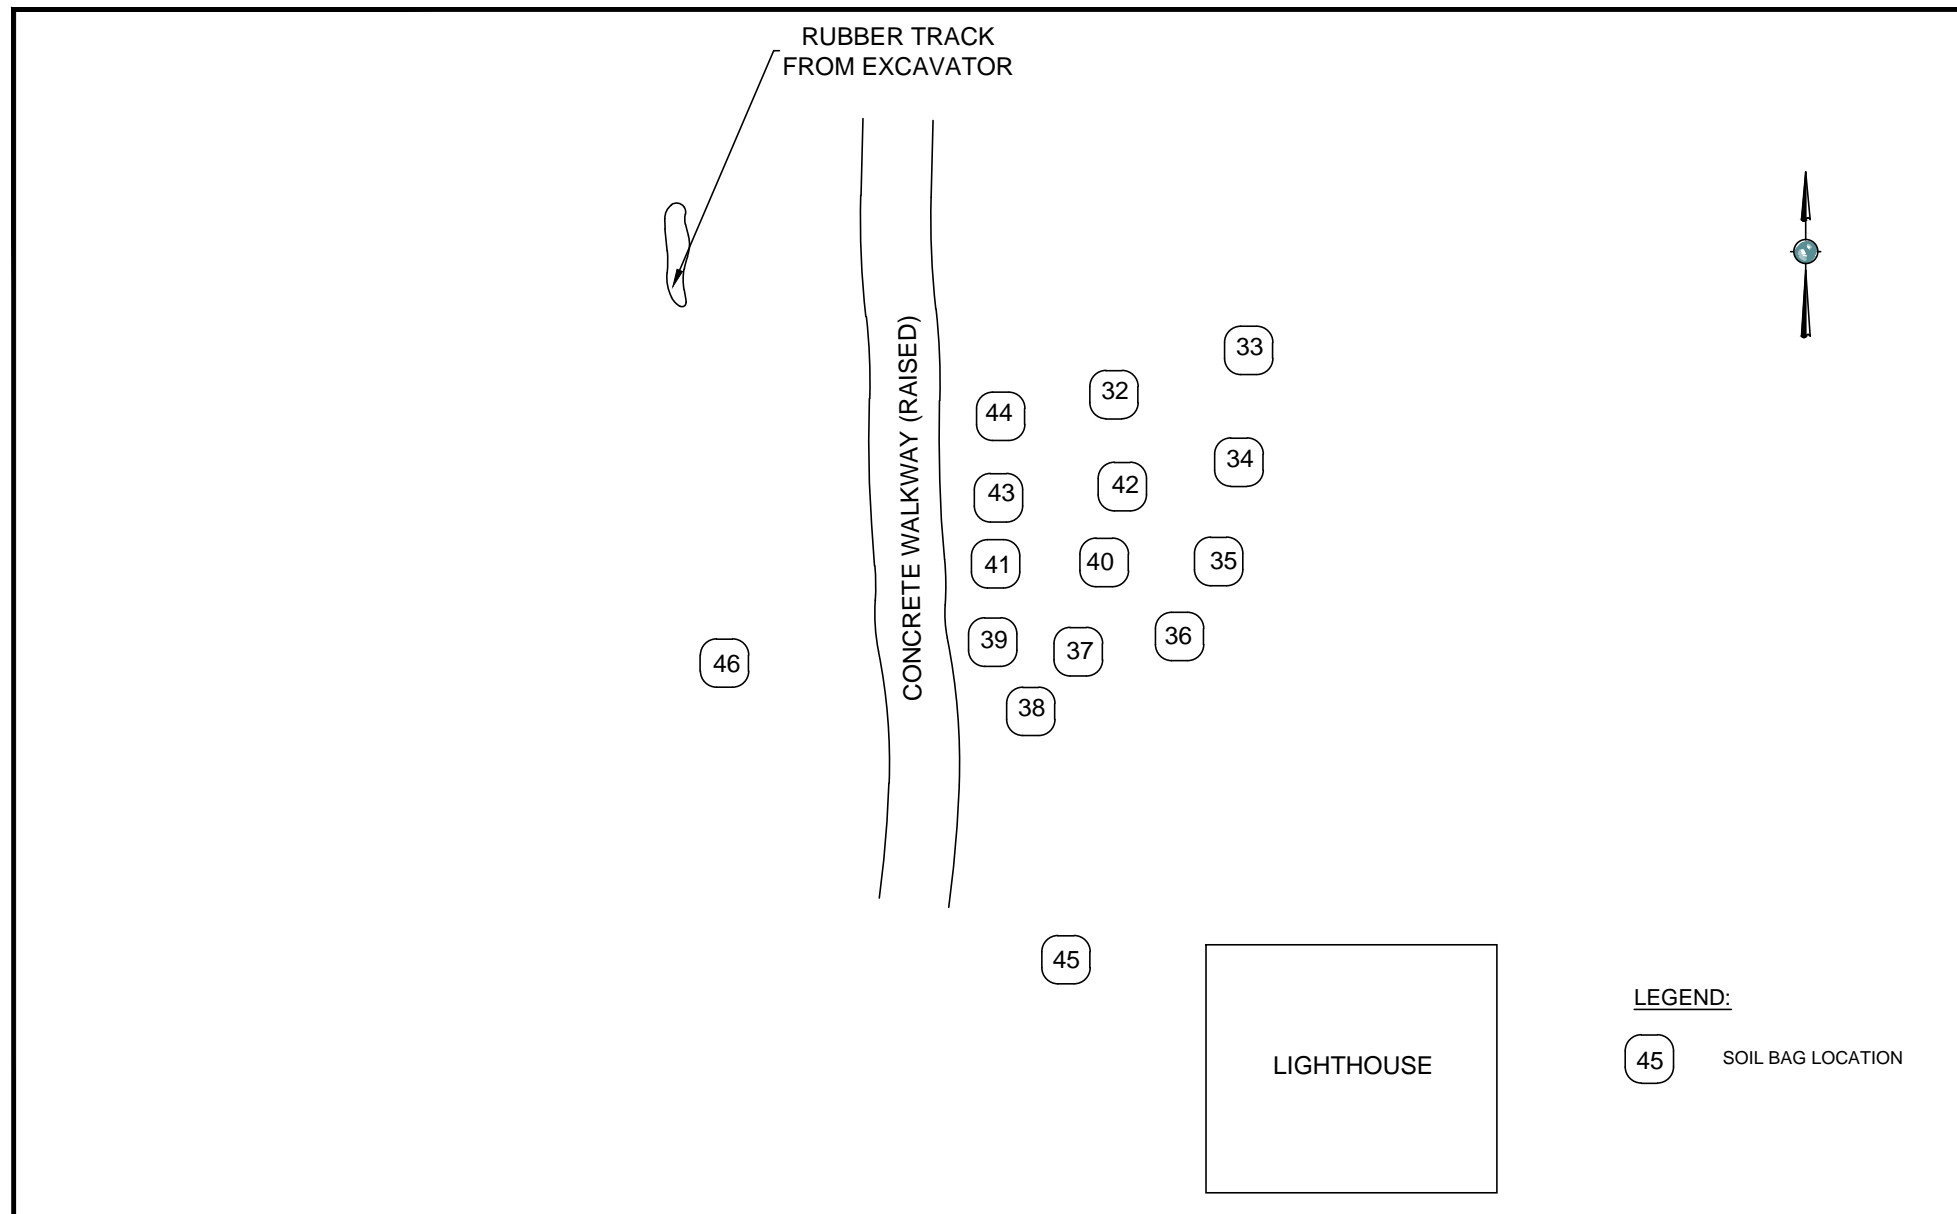 RUBBER TRACK
FROM EXCAVATOR
CONCRETE WALKWAY (RAISED)
33
32
44
34
42
43
35
40
41
36
39
37
46
38
45
LIGHTHOUSE
LEGEND:
45 SOIL BAG LOCATION